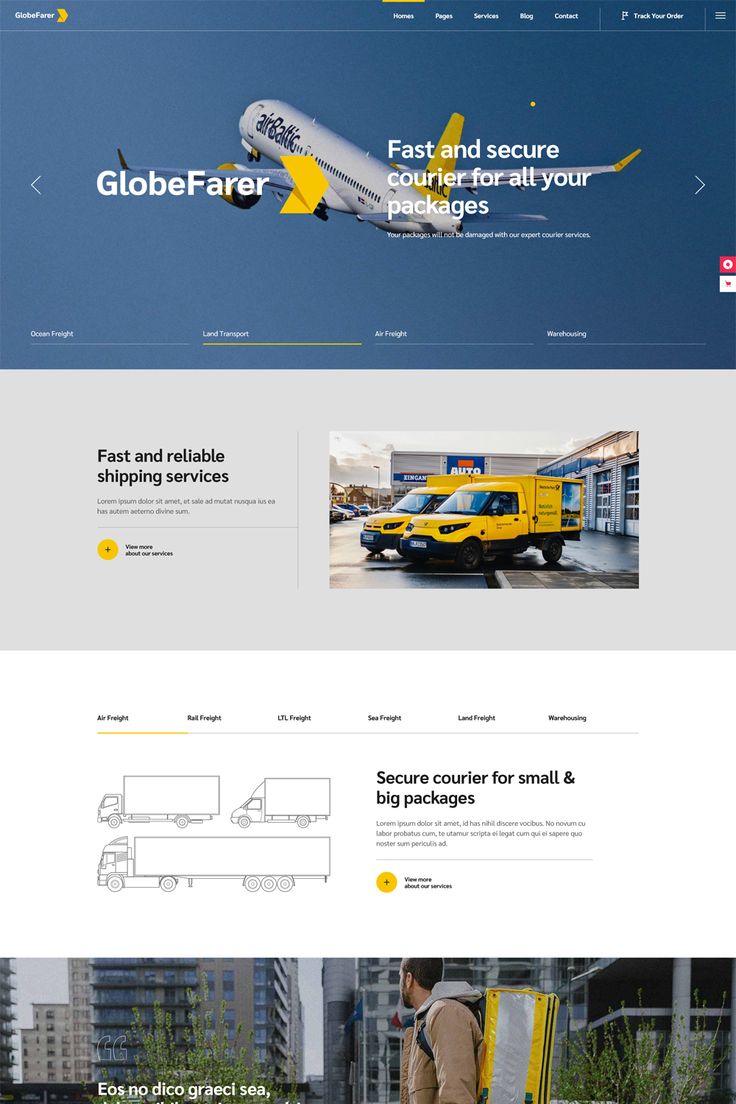 GlobeFarer
Homes
Pages
Services
Blog
Contact
Track Your Order
airBaltic
GlobeFarer
Fast and secure
courier for all your
packages
Your packages will not be damaged with our expert courier services.
Ocean Freight
Land Transport
Air Freight
Warehousing
Fast and reliable
shipping services
Lorem ipsum dolor sit amet, et sale ad mutat nusqua ius ea
has autem aeterno divine sum.
View more
about our services
EINGANG
AUTO
Air Freight
Rail Freight
LTL Freight
Sea Freight
Land Freight
Warehousing
Secure courier for small &
big packages
Lorem ipsum dolor sit amet, id has nihil discere vocibus. No novum cu
labor probatus cum, te utamur scripta ei legat cum qui ei sapere quo
noster sum periculis ad.
View more
about our services
Eos no dico graeci sea,